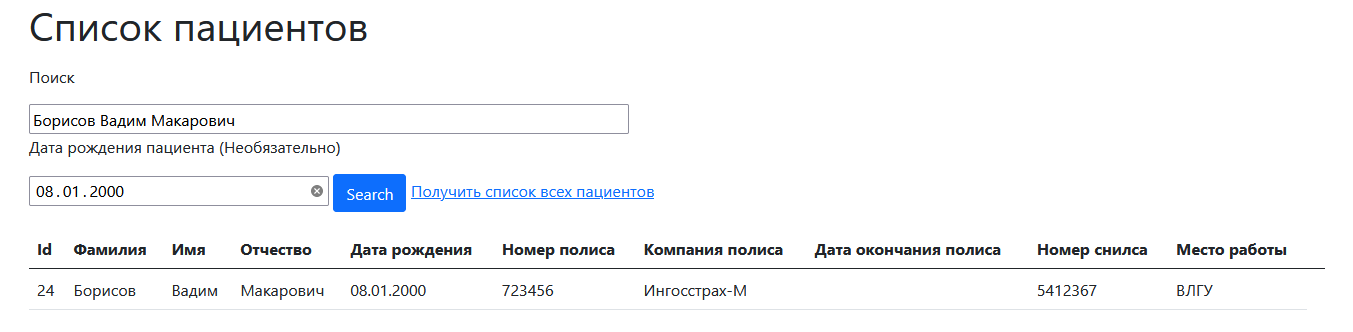 Список пациентов
Поиск
Борисов Вадим Макарович
Дата рождения пациента (Необязательно)
08.01.2000 Search Получить список всех пациентов
Id Фамилия Имя Отчество Дата рождения Номер полиса Компания полиса Дата окончания полиса Номер снилса Место работы
24 Борисов Вадим Макарович 08.01.2000 723456 Ингосстрах-М 5412367 ВЛГУ